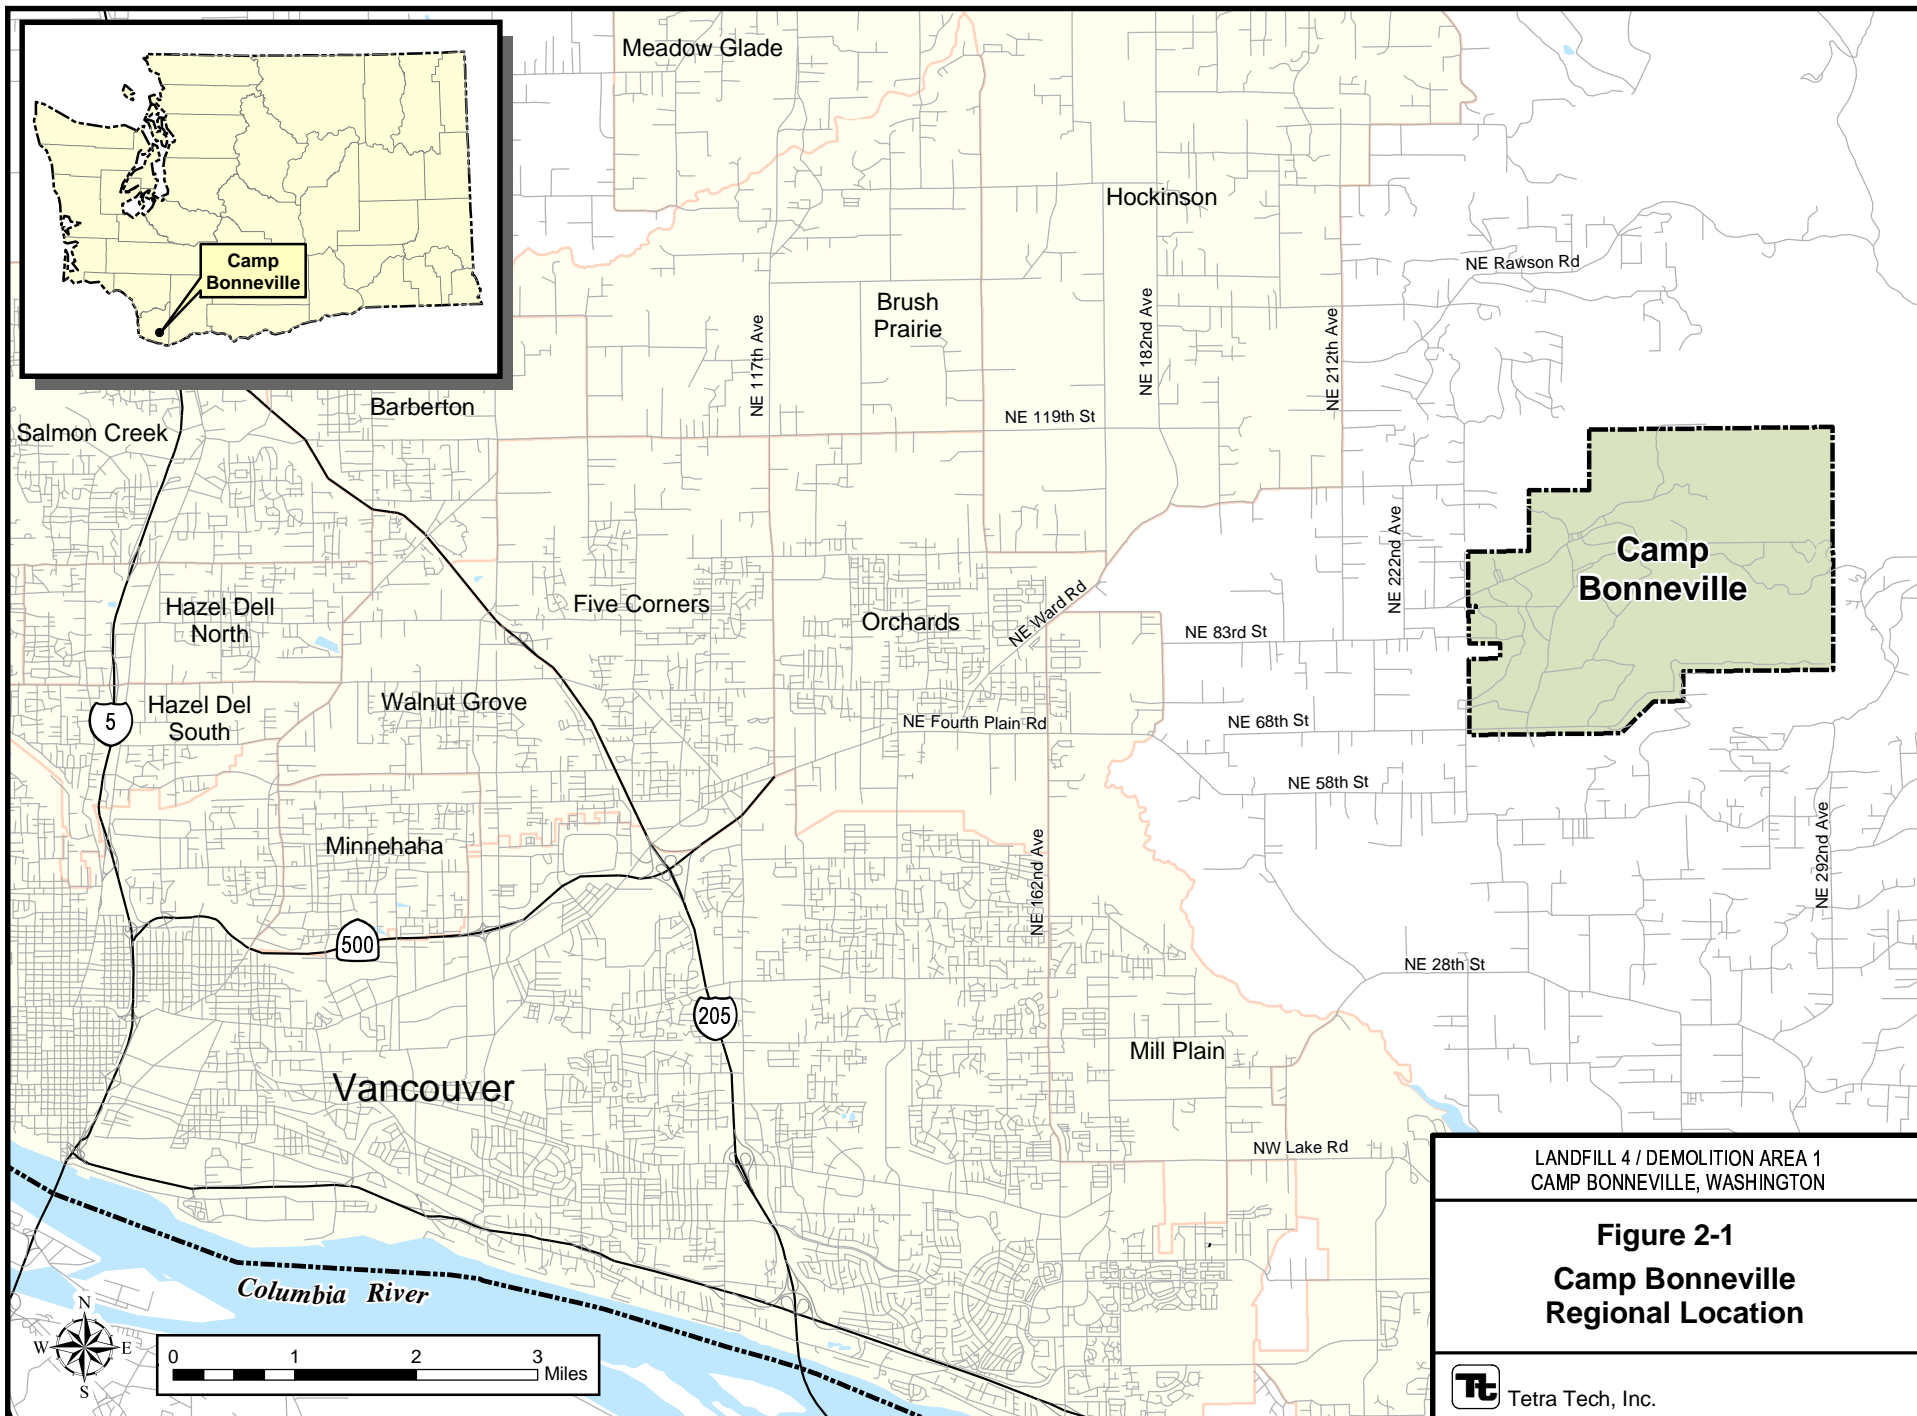 Meadow Glade
Camp
Bonneville
Hockinson
NE Rawson Rd
Brush
Prairie
NE 117th Ave
NE 182nd Ave
NE 212th Ave
Barberton
NE 119th St
Salmon Creek
NE 222nd Ave
Camp
Bonneville
Hazel Dell
North
Five Corners
Orchards
NE Ward Rd
NE 83rd St
5
Hazel Del
South
Walnut Grove
NE Fourth Plain Rd
NE 68th St
NE 58th St
Minnehaha
NE 162nd Ave
NE 292nd Ave
500
NE 28th St
205
Mill Plain
Vancouver
NW Lake Rd
Columbia River
N
W
E
S
0 1 2 3
Miles
LANDFILL 4 / DEMOLITION AREA 1
CAMP BONNEVILLE, WASHINGTON
Figure 2-1
Camp Bonneville
Regional Location
Tt
Tetra Tech, Inc.